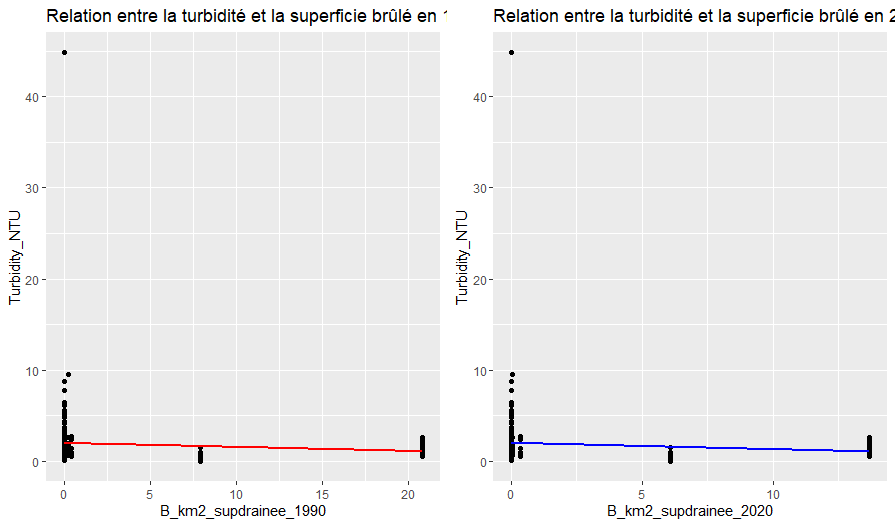 Relation entre la turbidité et la superficie brûlé en 1
Relation entre la turbidité et la superficie brûlé en 2
Turbidity_NTU
40
30
20
10
0
0 5 10 15 20
B_km2_supdrainee_1990
Turbidity_NTU
40
30
20
10
0
0 5 10
B_km2_supdrainee_2020